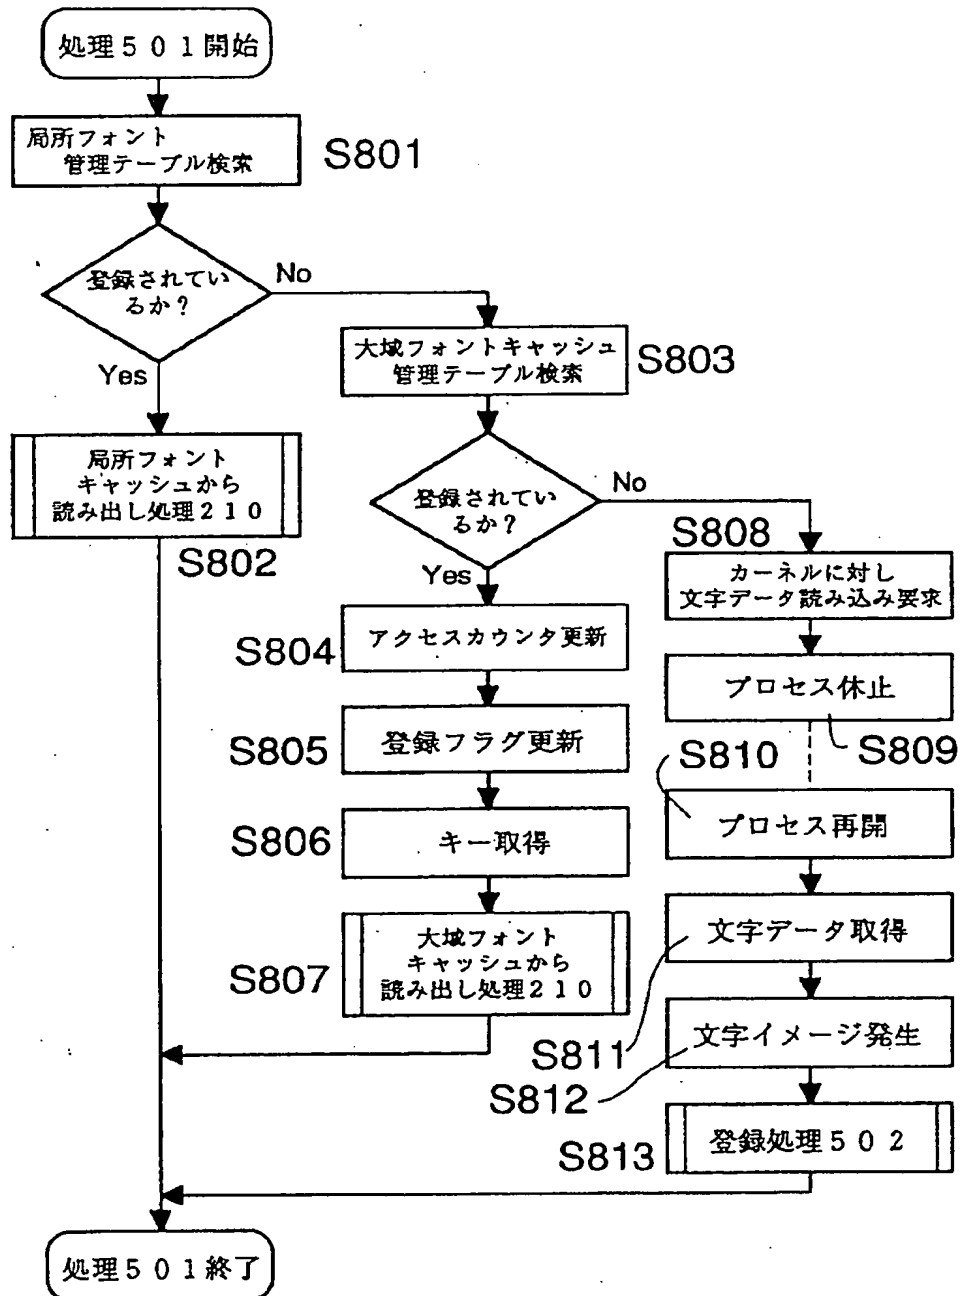 処理501開始
局所フォント
管理テーブル検索
S801
登録されてい
るか？
No
Yes
局所フォント
キャッシュから
読み出し処理210
S802
大域フォントキャッシュ
管理テーブル検索
S803
登録されてい
るか？
No
Yes
アクセスカウンタ更新
S804
登録フラグ更新
S805
キー取得
S806
大域フォント
キャッシュから
読み出し処理210
S807
S808
カーネルに対し
文字データ読み込み要求
プロセス休止
S809
S810
プロセス再開
文字データ取得
S811
文字イメージ発生
S812
登録処理502
S813
処理501終了